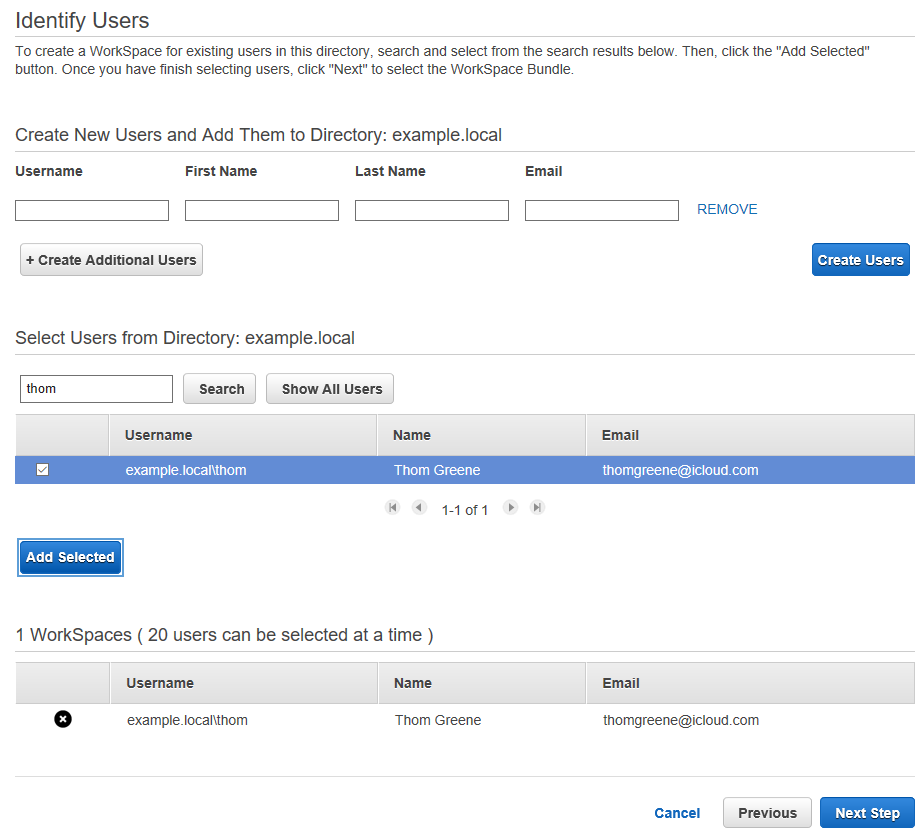 Identify Users
To create a WorkSpace for existing users in this directory, search and select from the search results below. Then, click the "Add Selected"
button. Once you have finish selecting users, click "Next" to select the WorkSpace Bundle.
Create New Users and Add Them to Directory: example.local
Username First Name Last Name Email
REMOVE
+ Create Additional Users Create Users
Select Users from Directory: example.local
thom Search Show All Users
Username Name Email
example.local\thom Thom Greene thomgreene@icloud.com
1-1 of 1
Add Selected
1 WorkSpaces ( 20 users can be selected at a time )
Username Name Email
example.local\thom Thom Greene thomgreene@icloud.com
Cancel Previous Next Step